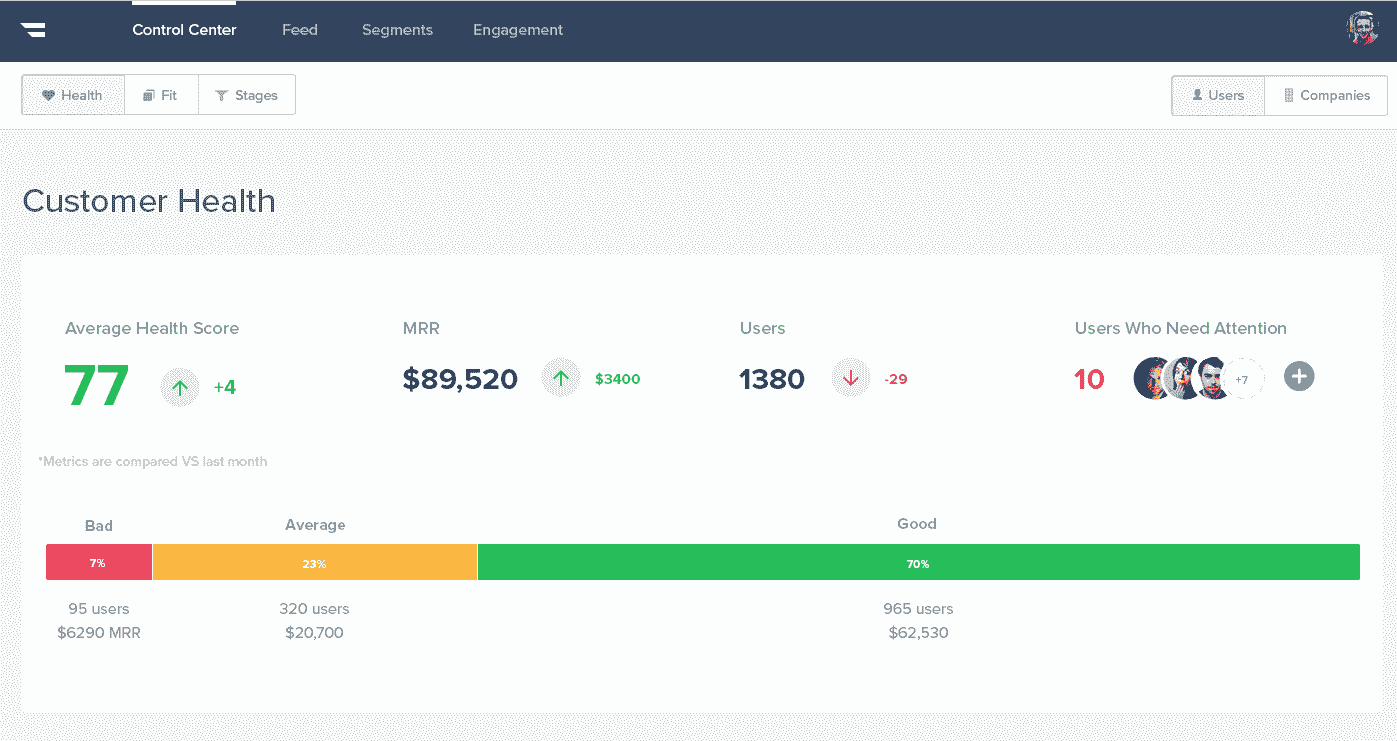 Control Center Feed Segments Engagement
Health Fit Stages Users Companies
Customer Health
Average Health Score MRR Users Users Who Need Attention
77 +4 $89,520 $3400 1380 -29 10 +7
*Metrics are compared VS last month
Bad Average Good
7% 23% 70%
95 users 320 users 965 users
$6290 MRR $20,700 $62,530